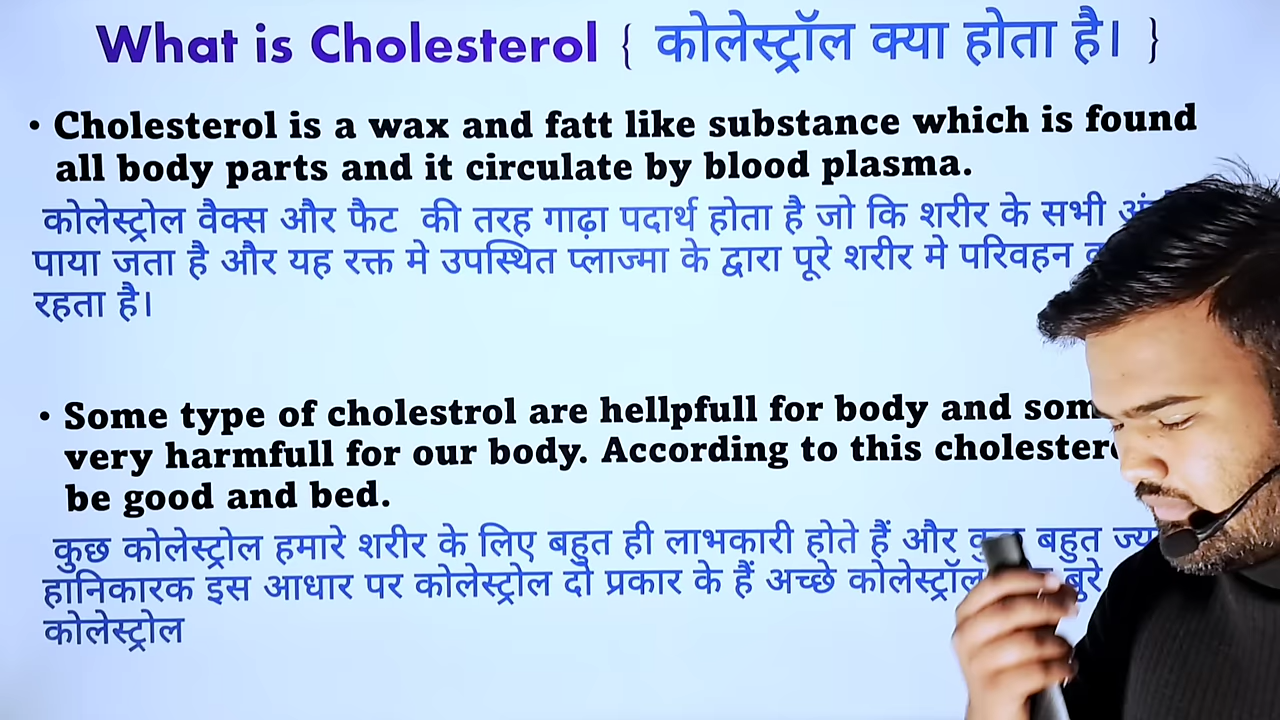 What is Cholesterol { कोलेस्ट्रॉल क्या होता है। }
• Cholesterol is a wax and fatt like substance which is found
all body parts and it circulate by blood plasma.
कोलेस्ट्रोल वैक्स और फैट की तरह गाढ़ा पदार्थ होता है जो कि शरीर के सभी
पाया जता है और यह रक्त मे उपस्थित प्लाज्मा के द्वारा पूरे शरीर मे परिवहन
रहता है।
• Some type of cholestrol are hellpfull for body and
very harmfull for our body. According to this
be good and bed.
कुछ कोलेस्ट्रोल हमारे शरीर के लिए बहुत ही लाभकारी होते हैं और बहुत
हानिकारक इस आधार पर कोलेस्ट्रोल दो प्रकार के हैं अच्छे कोलेस्ट्रॉल बुरे
कोलेस्ट्रोल